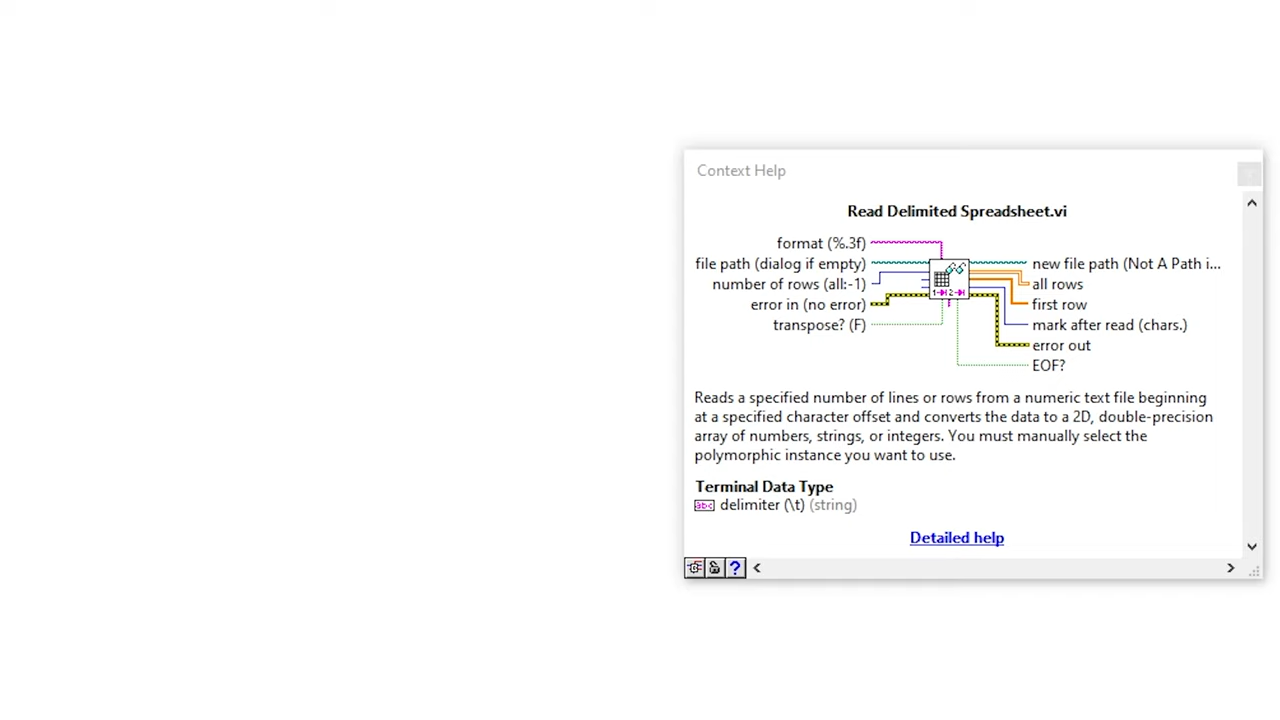 Context Help
Read Delimited Spreadsheet.vi
format (%.3f)
file path (dialog if empty) new file path (Not A Path i...
number of rows (all:-1) all rows
error in (no error) first row
transpose? (F) mark after read (chars.)
error out
EOF?
Reads a specified number of lines or rows from a numeric text file beginning
at a specified character offset and converts the data to a 2D, double-precision
array of numbers, strings, or integers. You must manually select the
polymorphic instance you want to use.
Terminal Data Type
abc delimiter (\t) (string)
Detailed help
?